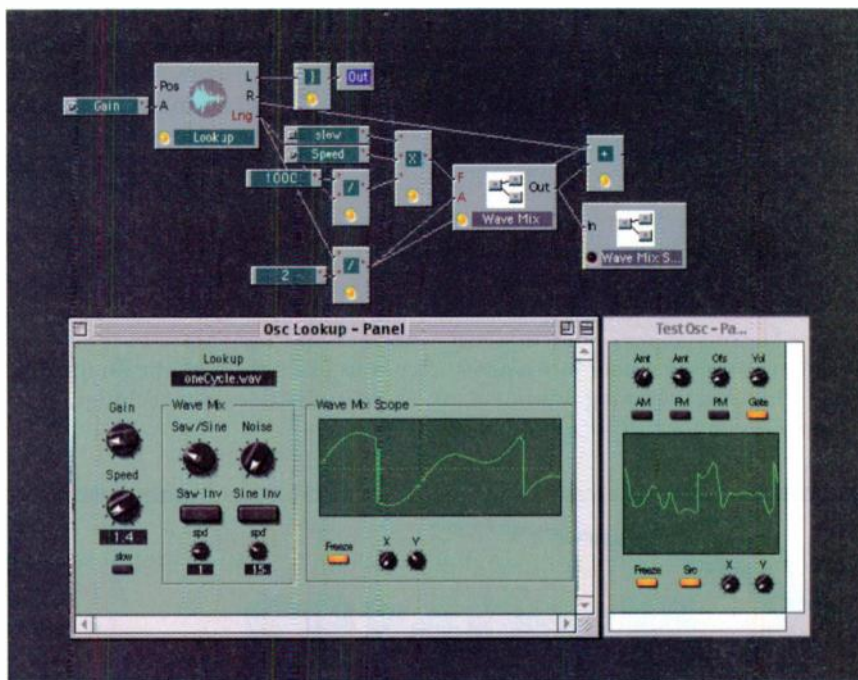 Pos
A
L
R
Lng
Lookup
Gain
Out
slow
Speed
1000
/
X
2
/
F
A
Out
Wave Mix
+
In
Wave Mix S...
Osc Lookup - Panel
Lookup
oneCycle.wav
Gain
Speed
1.4
slow
Wave Mix
Saw/Sine
Noise
Saw Inv
Sine Inv
spd
spd
1
15
Wave Mix Scope
Freeze
X
Y
Test Osc - Pa...
Amt
Amt
Ofs
Vol
AM
FM
PM
Gate
Freeze
Src
X
Y